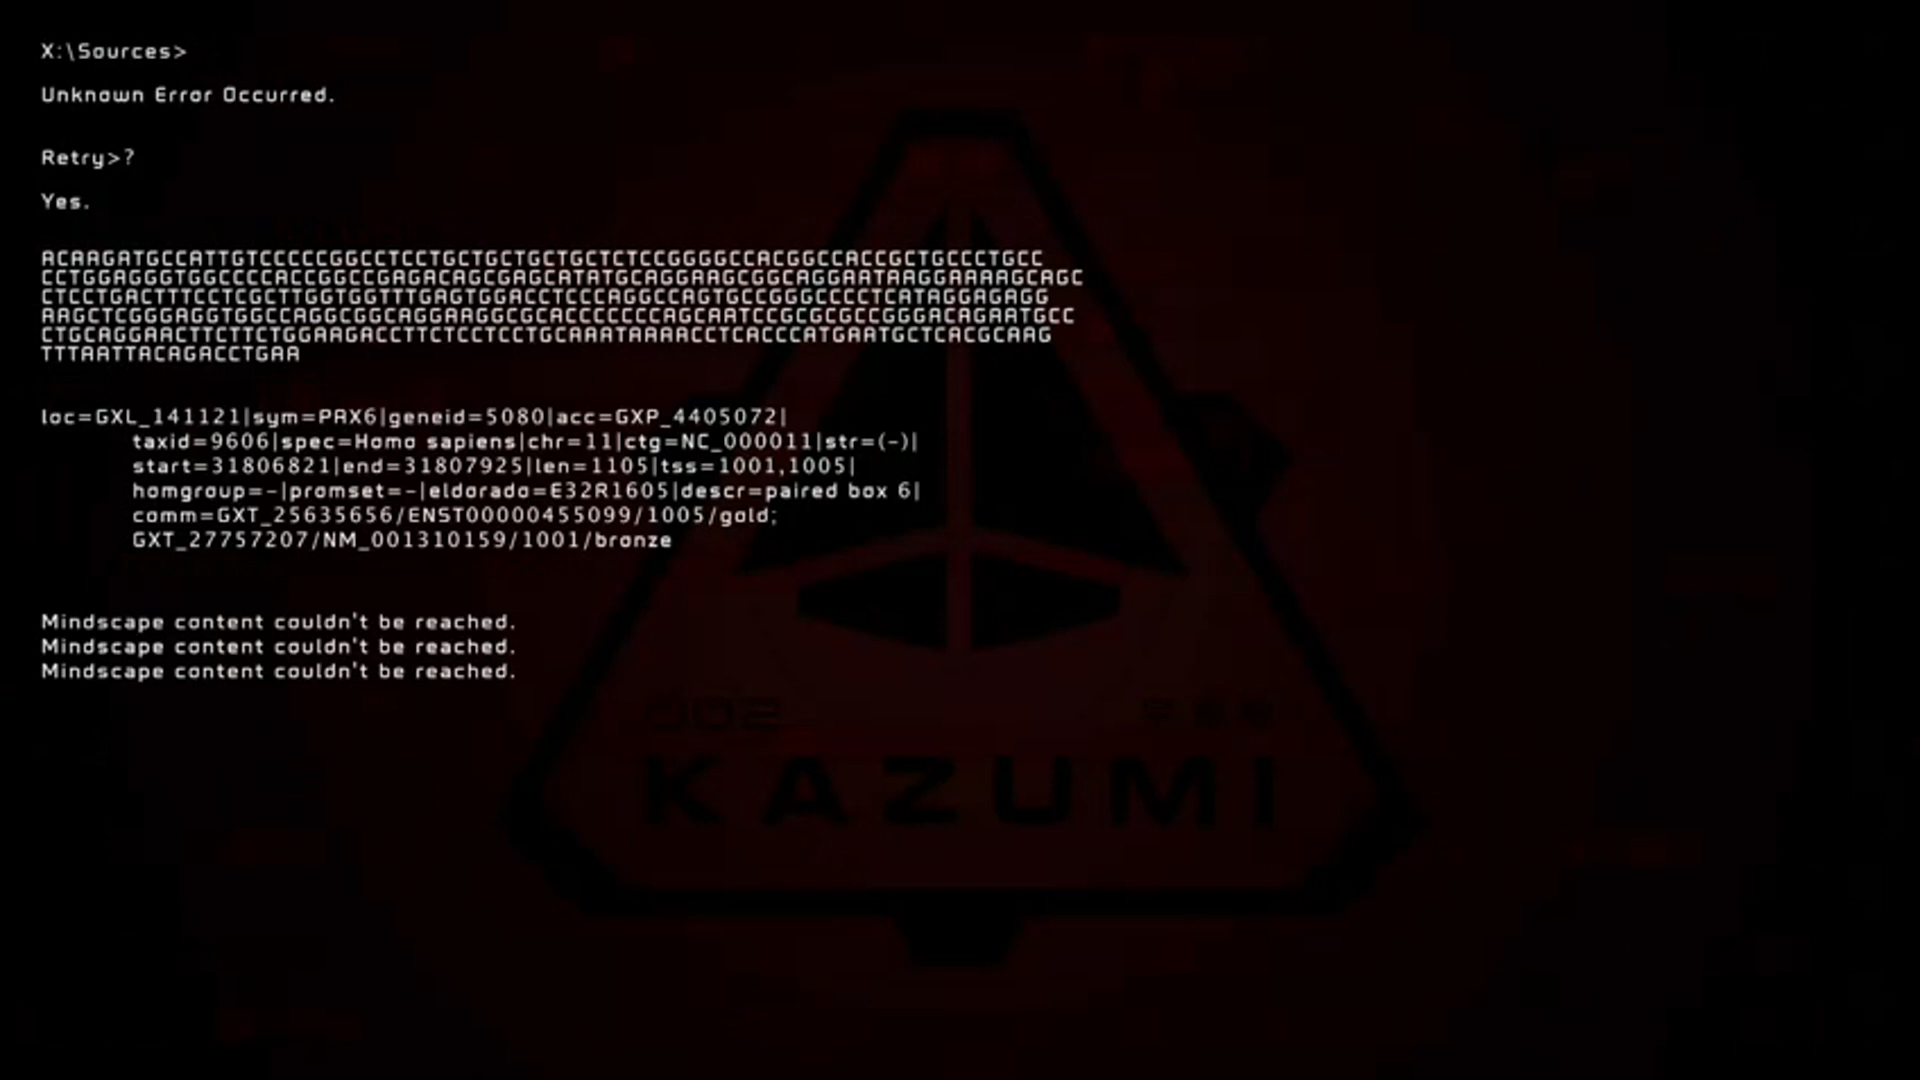 X:\Sources>
Unknown Error Occurred.
Retry>?
Yes.
ACAAGATGCCATTGTCCCCCGGCCTCCTGCTGCTGCTGCTCTCCGGGGCCACGGCCACCGCTGCCCTGCC
CCTGGAGGGTGGCCCCACCGGCCGAGACAGCGAGCATATGCAGGAAGCGGCAGGAATAAGGAAAAGCAGC
CTCCTGACTTTCCTCGCTTGGTGGTTTGAGTGGACCTCCCAGGCCAGTGCCGGGCCCCTCATAGGAGAGG
AAGCTCGGGAGGTGGCCAGGCGGCAGGAAGGCGCACCCCCCCAGCAATCCGCGCGCCGGGACAGAATGCC
CTGCAGGAACTTCTTCTGGAAGACCTTCTCCTCCTGCAAATAAAACCTCACCCATGAATGCTCACGCAAG
TTTAATTACAGACCTGAA
loc=GXL_141121|sym=PAX6|geneid=5080|acc=GXP_4405072|
taxid=9606|spec=Homo sapiens|chr=11|ctg=NC_000011|str=(-)|
start=31806821|end=31807925|len=1105|tss=1001,1005|
homgroup=-|promset=-|eldorado=E32R1605|descr=paired box 6|
comm=GXT_25635656/ENST00000455099/1005/gold;
GXT_27757207/NM_001310159/1001/bronze
Mindscape content couldn't be reached.
Mindscape content couldn't be reached.
Mindscape content couldn't be reached.
002
KAZUMI